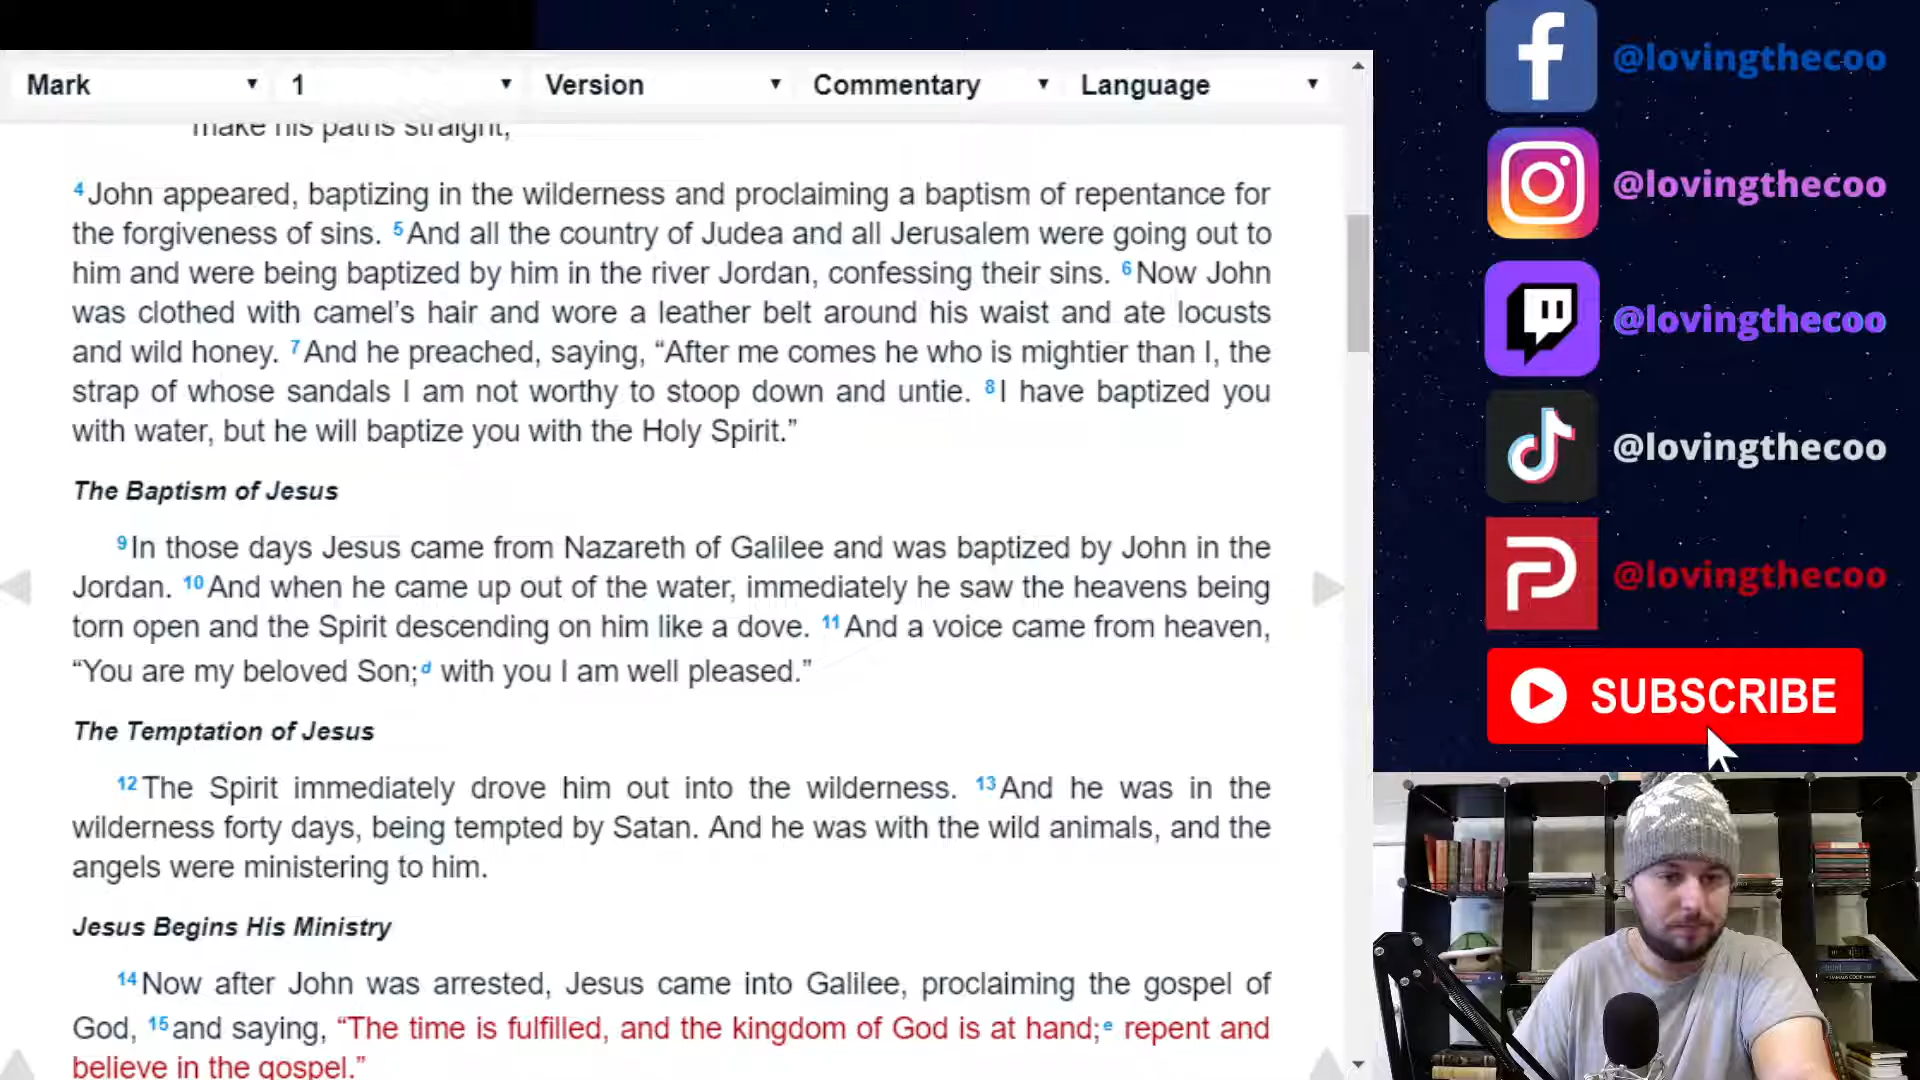 Mark
1
Version
Commentary
Language
make his paths straight,'
4 John appeared, baptizing in the wilderness and proclaiming a baptism of repentance for
the forgiveness of sins. 5 And all the country of Judea and all Jerusalem were going out to
him and were being baptized by him in the river Jordan, confessing their sins. 6 Now John
was clothed with camel’s hair and wore a leather belt around his waist and ate locusts
and wild honey. 7 And he preached, saying, “After me comes he who is mightier than I, the
strap of whose sandals I am not worthy to stoop down and untie. 8 I have baptized you
with water, but he will baptize you with the Holy Spirit.”
The Baptism of Jesus
9 In those days Jesus came from Nazareth of Galilee and was baptized by John in the
Jordan. 10 And when he came up out of the water, immediately he saw the heavens being
torn open and the Spirit descending on him like a dove. 11 And a voice came from heaven,
“You are my beloved Son;d with you I am well pleased.”
The Temptation of Jesus
12 The Spirit immediately drove him out into the wilderness. 13 And he was in the
wilderness forty days, being tempted by Satan. And he was with the wild animals, and the
angels were ministering to him.
Jesus Begins His Ministry
14 Now after John was arrested, Jesus came into Galilee, proclaiming the gospel of
God, 15 and saying, “The time is fulfilled, and the kingdom of God is at hand;e repent and
believe in the gospel.”
@lovingthecoo
@lovingthecoo
@lovingthecoo
@lovingthecoo
@lovingthecoo
SUBSCRIBE